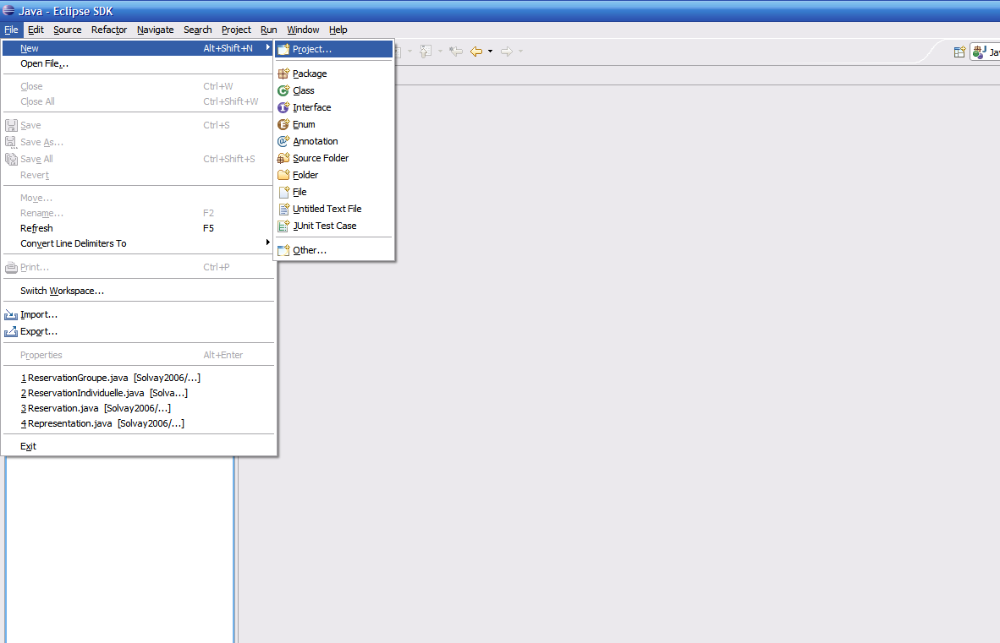 Java - Eclipse SDK
File Edit Source Refactor Navigate Search Project Run Window Help
New Alt+Shift+N
Open File...
Close Ctrl+W
Close All Ctrl+Shift+W
Save Ctrl+S
Save As...
Save All Ctrl+Shift+S
Revert
Move...
Rename... F2
Refresh F5
Convert Line Delimiters To
Print... Ctrl+P
Switch Workspace...
Import...
Export...
Properties Alt+Enter
1 ReservationGroupe.java [Solvay2006/...]
2 ReservationIndividuelle.java [Solva...]
3 Reservation.java [Solvay2006/...]
4 Representation.java [Solvay2006/...]
Exit
Project...
Package
Class
Interface
Enum
Annotation
Source Folder
Folder
File
Untitled Text File
JUnit Test Case
Other...